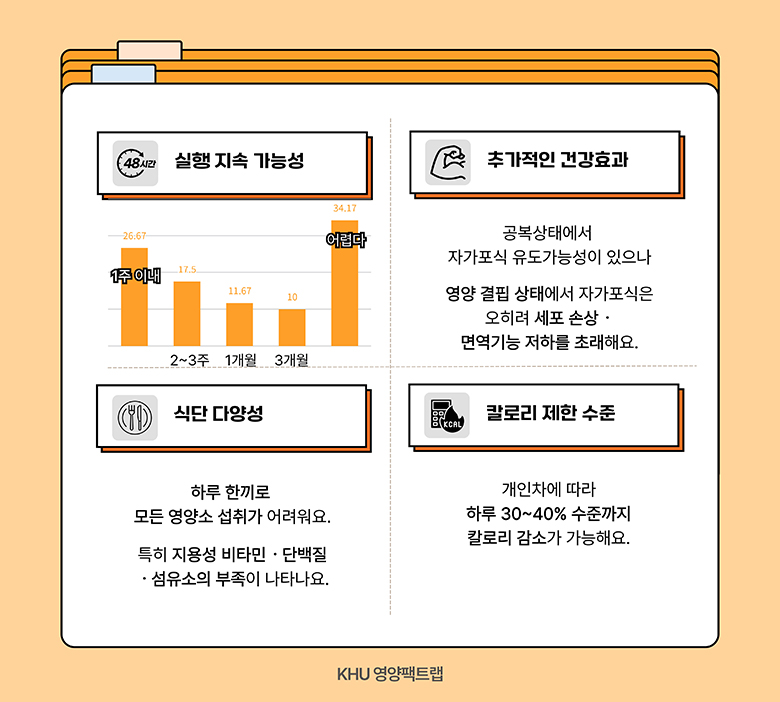 48시간
실행 지속 가능성
34.17
26.67
어렵다
1주 이내
17.5
11.67
10
2~3주 1개월 3개월
추가적인 건강효과
공복상태에서
자가포식 유도가능성이 있으나
영양 결핍 상태에서 자가포식은
오히려 세포 손상 ·
면역기능 저하를 초래해요.
식단 다양성
하루 한끼로
모든 영양소 섭취가 어려워요.
특히 지용성 비타민 · 단백질
· 섬유소의 부족이 나타나요.
KCAL
칼로리 제한 수준
개인차에 따라
하루 30~40% 수준까지
칼로리 감소가 가능해요.
KHU 영양팩트랩